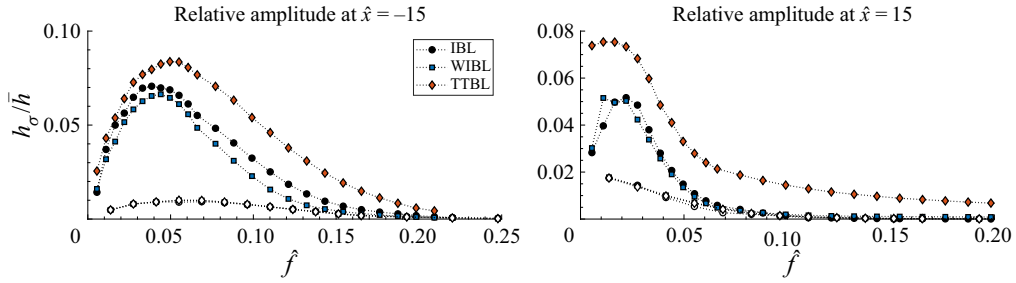 Relative amplitude at x̂ = –15
0.10
0.05
h_σ/h̄
IBL
WIBL
TTBL
0 0.05 0.10 0.15 0.20 0.25
f̂
Relative amplitude at x̂ = 15
0.08
0.06
0.04
0.02
0 0.05 0.10 0.15 0.20
f̂